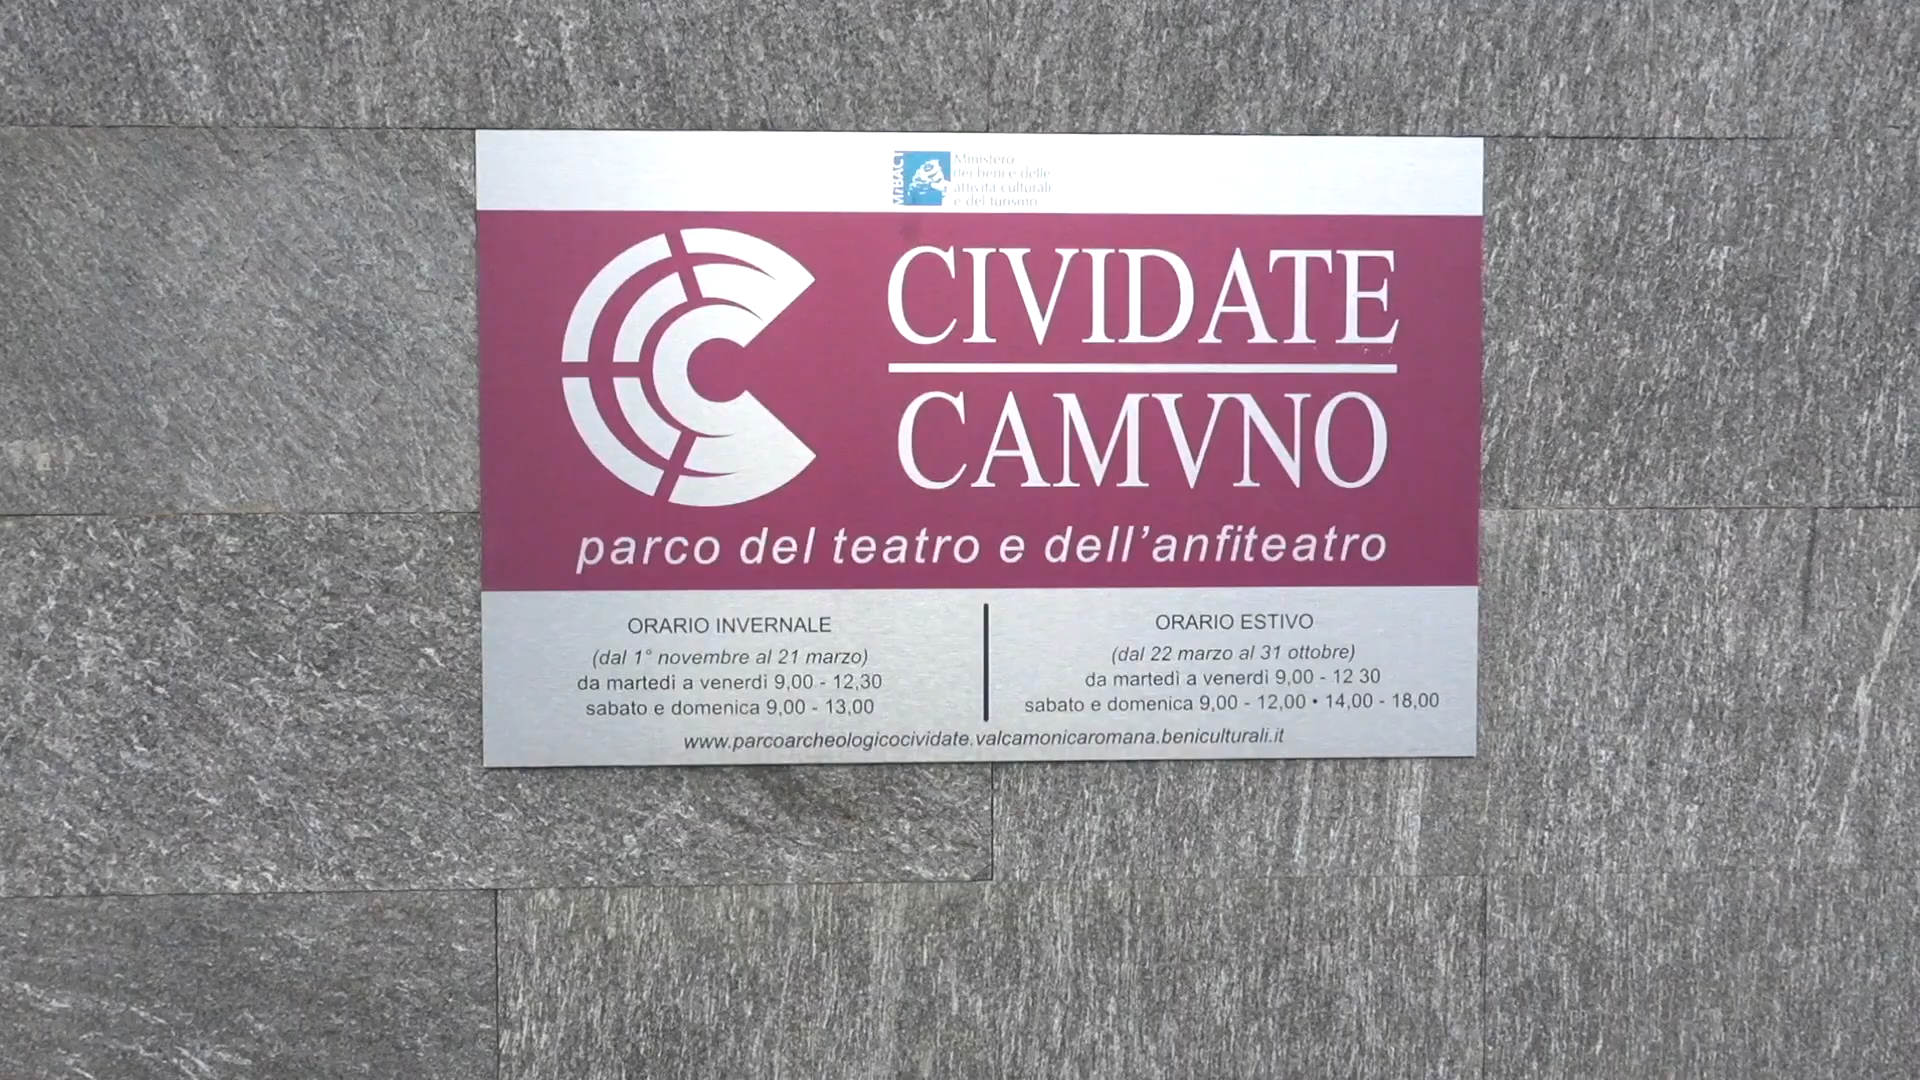 MiBACT
Ministero
dei beni e delle
attività culturali
e del turismo
CIVIDATE
CAMVNO
parco del teatro e dell'anfiteatro
ORARIO INVERNALE
(dal 1° novembre al 21 marzo)
da martedì a venerdì 9,00 - 12,30
sabato e domenica 9,00 - 13,00
ORARIO ESTIVO
(dal 22 marzo al 31 ottobre)
da martedì a venerdì 9,00 - 12 30
sabato e domenica 9,00 - 12,00 • 14,00 - 18,00
www.parcoarcheologicocividate.valcamonicaromana.beniculturali.it